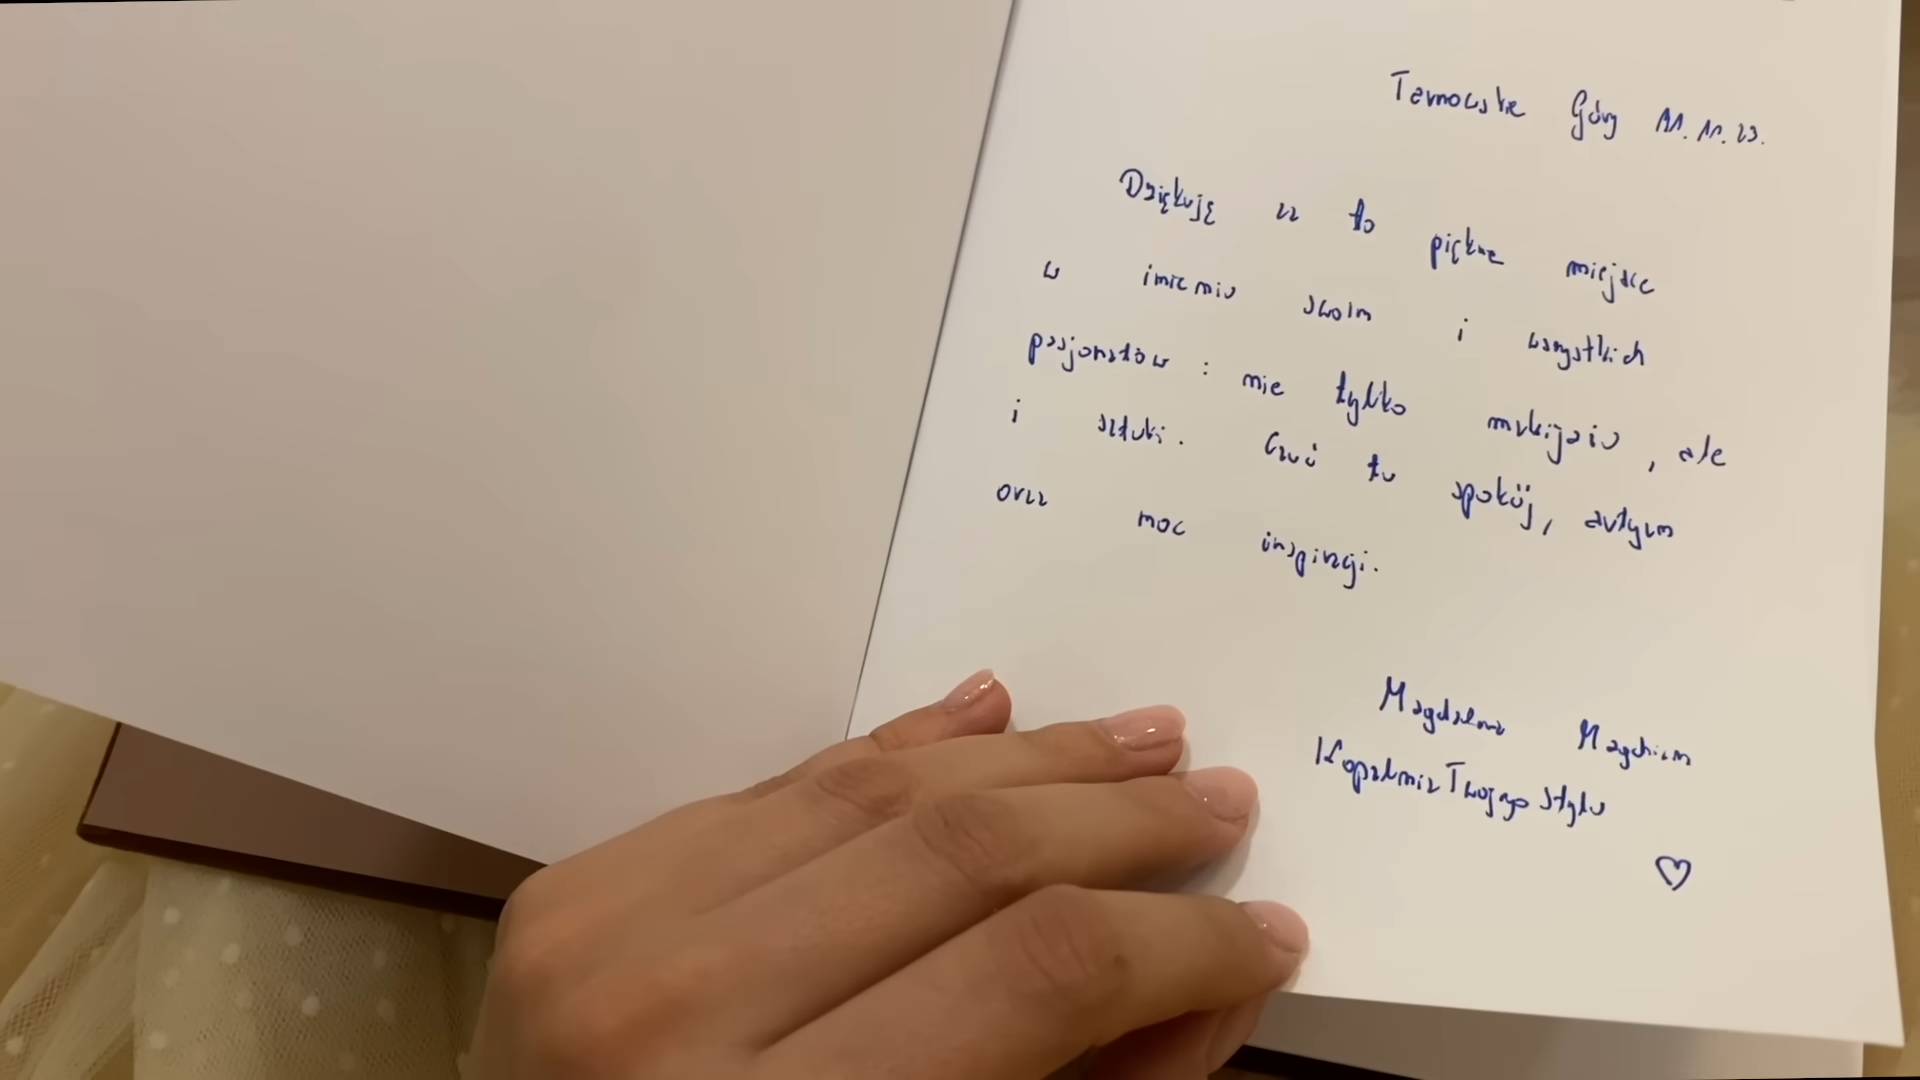 Tarnowskie Góry 11.11.23.
Dziękuję za to piękne miejsce
w imieniu swoim i wszystkich
pasjonatów : nie tylko makijażu, ale
i sztuki. Czuć tu spokój, autyzm
oraz moc inspiracji.
Magdalena
Kopalnia Twojego Stylu